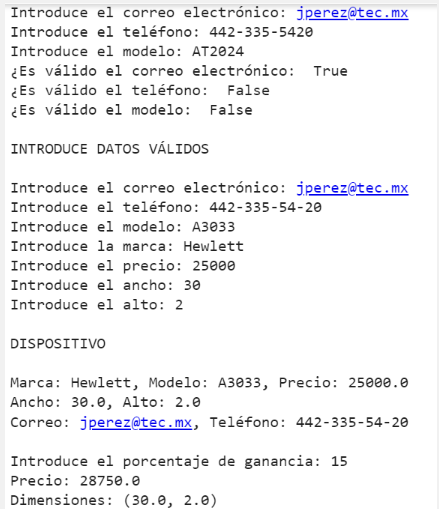 Introduce el correo electrónico: jperez@tec.mx
Introduce el teléfono: 442-335-5420
Introduce el modelo: AT2024
¿Es válido el correo electrónico:  True
¿Es válido el teléfono:  False
¿Es válido el modelo:  False
INTRODUCE DATOS VÁLIDOS
Introduce el correo electrónico: jperez@tec.mx
Introduce el teléfono: 442-335-54-20
Introduce el modelo: A3033
Introduce la marca: Hewlett
Introduce el precio: 25000
Introduce el ancho: 30
Introduce el alto: 2
DISPOSITIVO
Marca: Hewlett, Modelo: A3033, Precio: 25000.0
Ancho: 30.0, Alto: 2.0
Correo: jperez@tec.mx, Teléfono: 442-335-54-20
Introduce el porcentaje de ganancia: 15
Precio: 28750.0
Dimensiones: (30.0, 2.0)